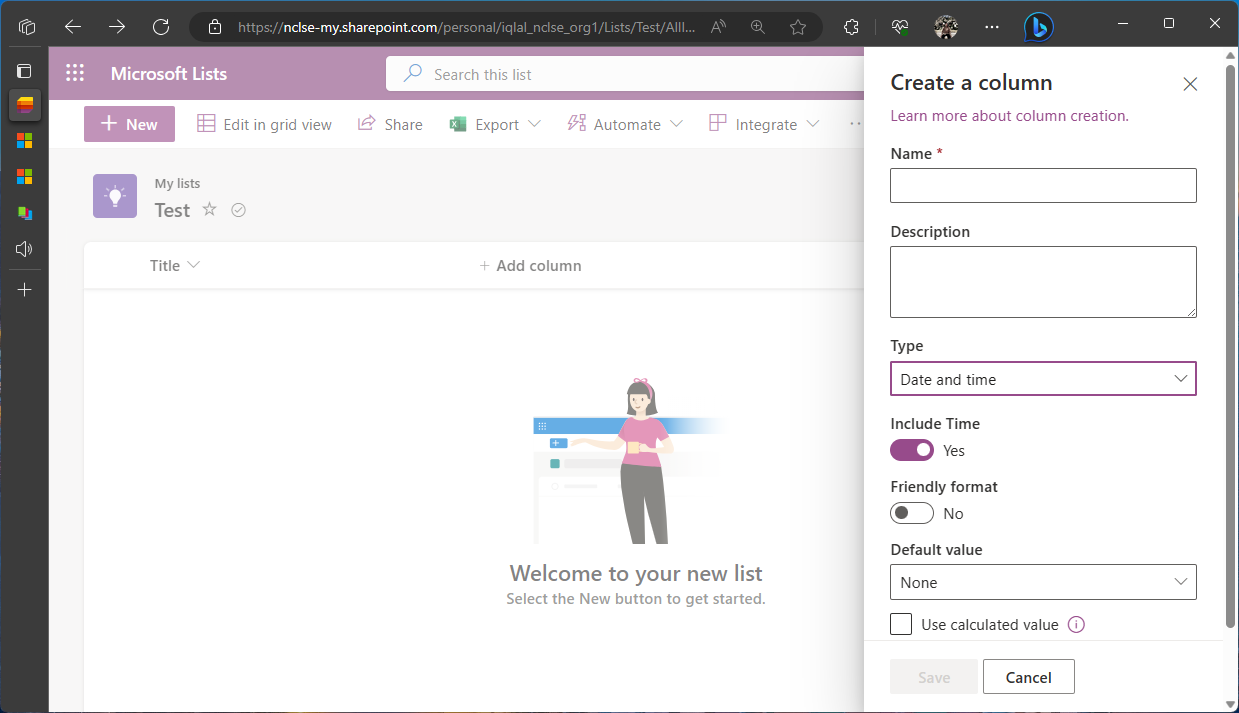 https://nclse-my.sharepoint.com/personal/iqlal_nclse_org1/Lists/Test/AllI...
Microsoft Lists
Search this list
New
Edit in grid view
Share
Export
Automate
Integrate
My lists
Test
Title
+ Add column
Welcome to your new list
Select the New button to get started.
Create a column
Learn more about column creation.
Name *
Description
Type
Date and time
Include Time
Yes
Friendly format
No
Default value
None
Use calculated value
Save
Cancel